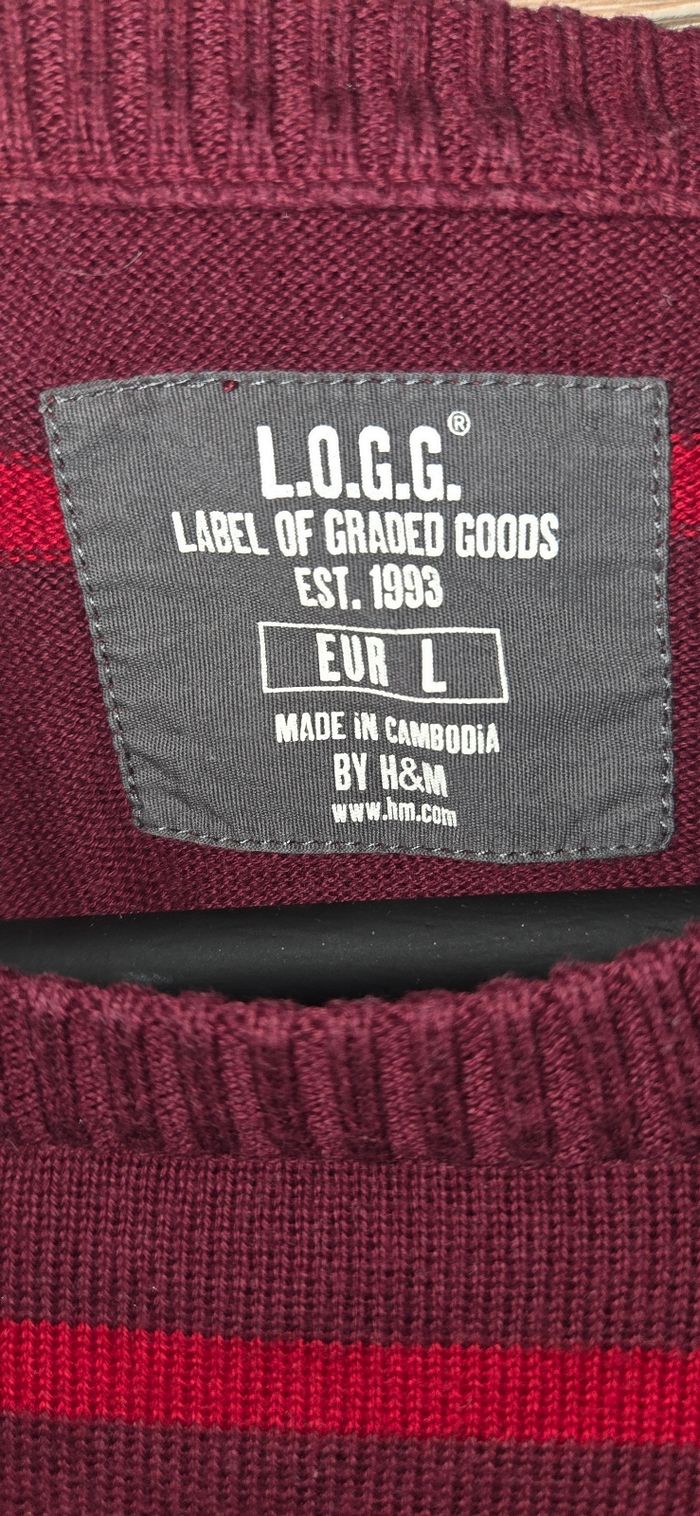 L.O.G.G.®
LABEL OF GRADED GOODS
EST. 1993
EUR L
MADE iN CAMBODiA
BY H&M
www.hm.com